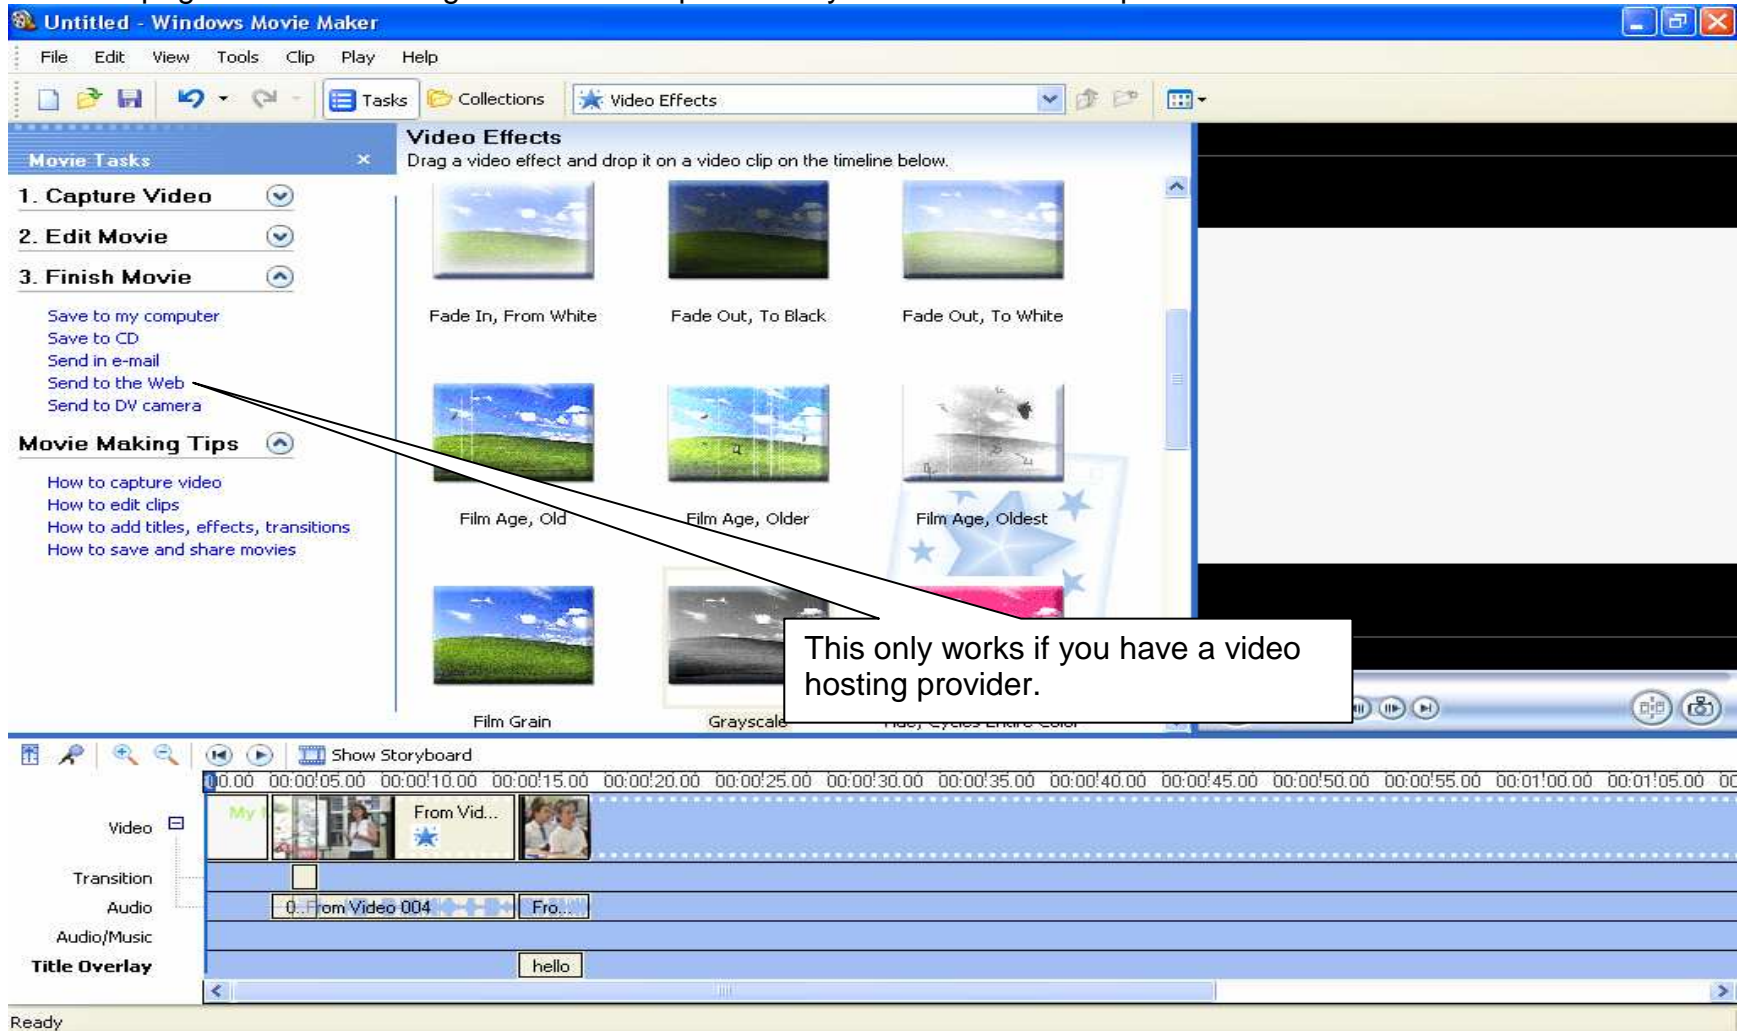 Untitled - Windows Movie Maker
File Edit View Tools Clip Play Help
Tasks Collections Video Effects
Movie Tasks
1. Capture Video
2. Edit Movie
3. Finish Movie
Save to my computer
Save to CD
Send in e-mail
Send to the Web
Send to DV camera
Movie Making Tips
How to capture video
How to edit clips
How to add titles, effects, transitions
How to save and share movies
Video Effects
Drag a video effect and drop it on a video clip on the timeline below.
Fade In, From White Fade Out, To Black Fade Out, To White
Film Age, Old Film Age, Older Film Age, Oldest
Film Grain Grayscale
This only works if you have a video
hosting provider.
Show Storyboard
00.00 00:00:05.00 00:00:10.00 00:00:15.00 00:00:20.00 00:00:25.00 00:00:30.00 00:00:35.00 00:00:40.00 00:00:45.00 00:00:50.00 00:00:55.00 00:01:00.00 00:01:05.00 00
Video My From Vid...
Transition
Audio 0.. From Video 004 Fro...
Audio/Music
Title Overlay hello
Ready